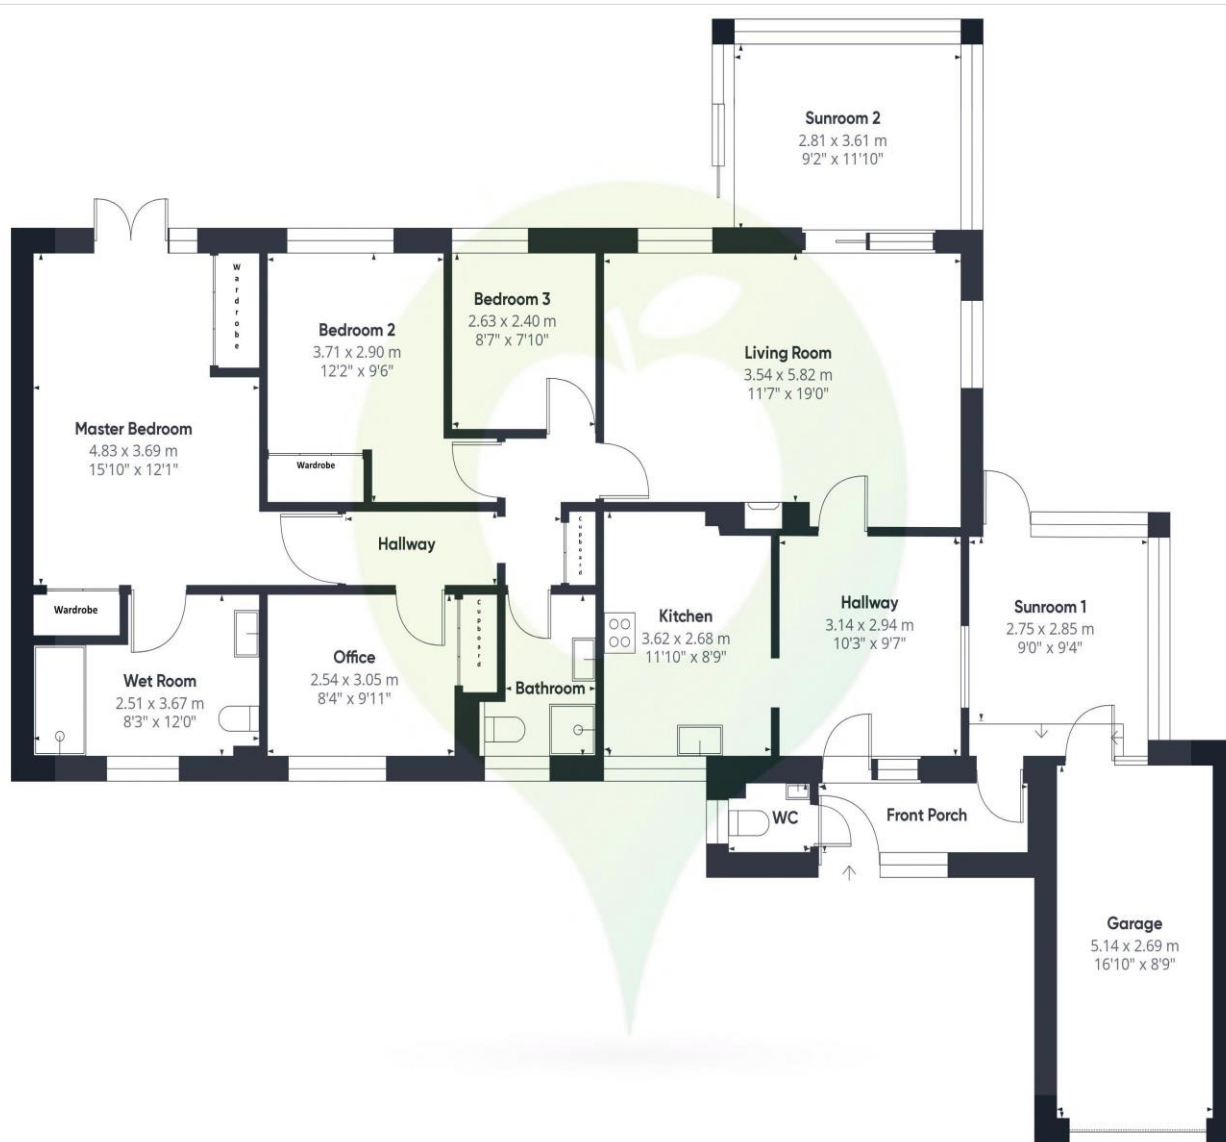 Sunroom 2
2.81 x 3.61 m
9'2" x 11'10"
Wardrobe
Bedroom 2
3.71 x 2.90 m
12'2" x 9'6"
Bedroom 3
2.63 x 2.40 m
8'7" x 7'10"
Living Room
3.54 x 5.82 m
11'7" x 19'0"
Master Bedroom
4.83 x 3.69 m
15'10" x 12'1"
Wardrobe
Hallway
Cupboard
Wardrobe
Cupboard
Kitchen
3.62 x 2.68 m
11'10" x 8'9"
Hallway
3.14 x 2.94 m
10'3" x 9'7"
Sunroom 1
2.75 x 2.85 m
9'0" x 9'4"
Wet Room
2.51 x 3.67 m
8'3" x 12'0"
Office
2.54 x 3.05 m
8'4" x 9'11"
Bathroom
WC
Front Porch
Garage
5.14 x 2.69 m
16'10" x 8'9"